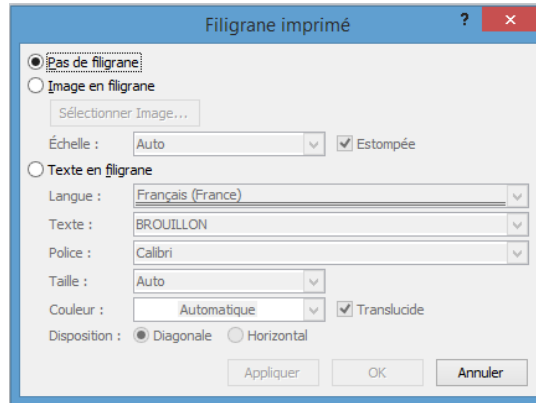 Filigrane imprimé ?
Pas de filigrane
Image en filigrane
Sélectionner Image...
Échelle : Auto Estompée
Texte en filigrane
Langue : Français (France)
Texte : BROUILLON
Police : Calibri
Taille : Auto
Couleur : Automatique Translucide
Disposition : Diagonale Horizontal
Appliquer OK Annuler